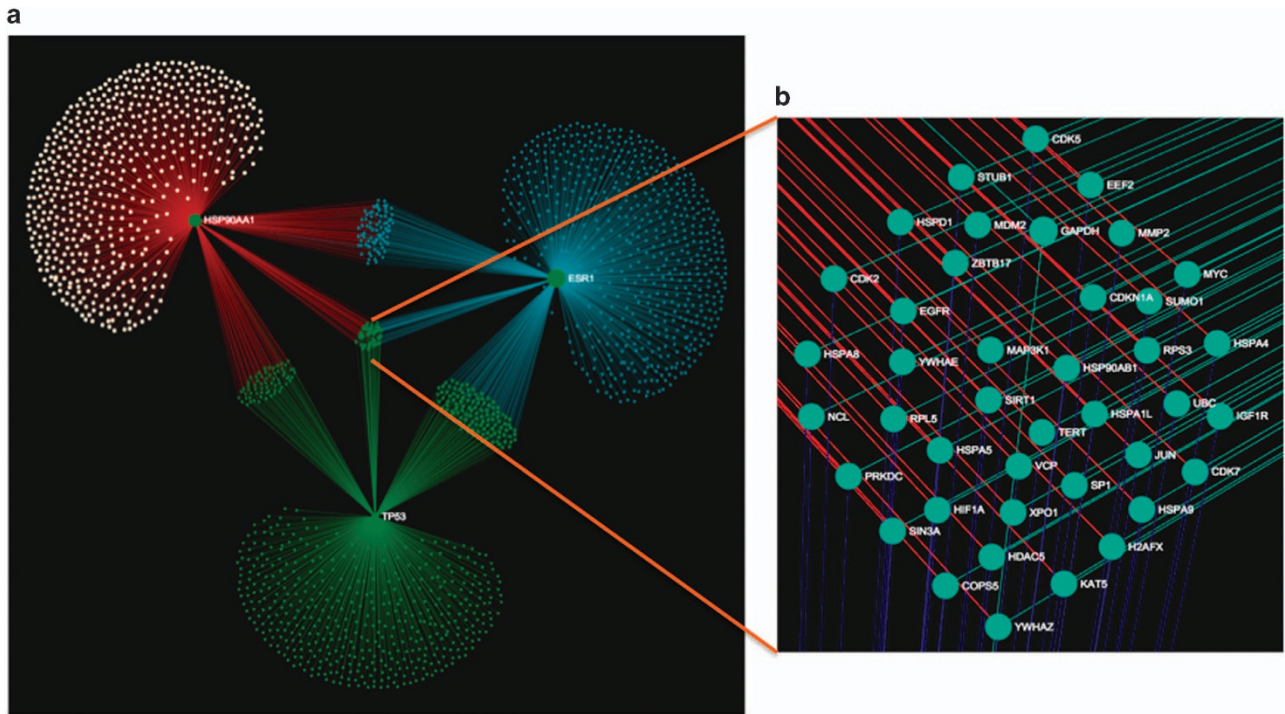 a
b
HSP90AA1
ESR1
TP53
CDK5
STUB1
EEF2
HSPD1
MDM2
GAPDH
MMP2
ZBTB17
CDK2
MYC
CDKN1A
SUMO1
EGFR
HSPA8
YWHAE
MAP3K1
HSP90AB1
RPS3
HSPA4
NCL
RPL5
SIRT1
HSPA1L
UBC
IGF1R
TERT
HSPA5
VCP
JUN
PRKDC
SP1
CDK7
HIF1A
XPO1
HSPA9
SIN3A
HDAC5
H2AFX
COPS5
KAT5
YWHAZ